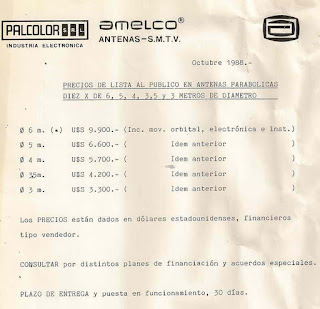 PALCOLOR SRL
INDUSTRIA ELECTRONICA
amelco®
ANTENAS-S.M.T.V.
Octubre 1988.-
PRECIOS DE LISTA AL PUBLICO EN ANTENAS PARABOLICAS
DIEZ X DE 6, 5, 4, 3,5 y 3 METROS DE DIAMETRO
Ø 6 m. (*) U$S 9.900.- (Inc. mov. orbital, electrónica e inst.)
Ø 5 m. U$S 6.600.- ( Idem anterior )
Ø 4 m. U$S 5.700.- ( Idem anterior )
Ø 3,5 m. U$S 4.200.- ( Idem anterior )
Ø 3 m. U$S 3.300.- ( Idem anterior )
Los PRECIOS están dados en dólares estadounidenses, financieros
tipo vendedor.
CONSULTAR por distintos planes de financiación y acuerdos especiales.
PLAZO DE ENTREGA y puesta en funcionamiento, 30 días.